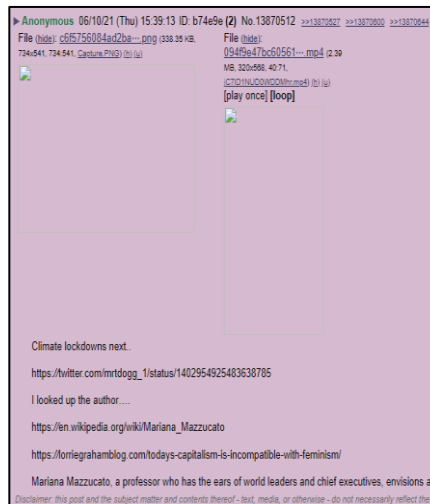 ▶Anonymous 06/10/21 (Thu) 15:39:13 ID: b74e9e (2) No.13870512 >>13870527 >>13870600 >>13870644
File (hide): c6f5756084ad2ba⋯.png (338.35 KB,
734x541, 734:541, Capture.PNG) (h) (u)
File (hide):
094f9e47bc60561⋯.mp4 (2.39
MB, 320x568, 40:71,
[play once] [loop]
Climate lockdowns next..
https://twitter.com/mrtdogg_1/status/1402954925483638785
I looked up the author….
https://en.wikipedia.org/wiki/Mariana_Mazzucato
https://lorriegrahamblog.com/todays-capitalism-is-incompatible-with-feminism/
Mariana Mazzucato, a professor who has the ears of world leaders and chief executives, envisions a
Disclaimer: this post and the subject matter and contents thereof - text, media, or otherwise - do not necessarily reflect the